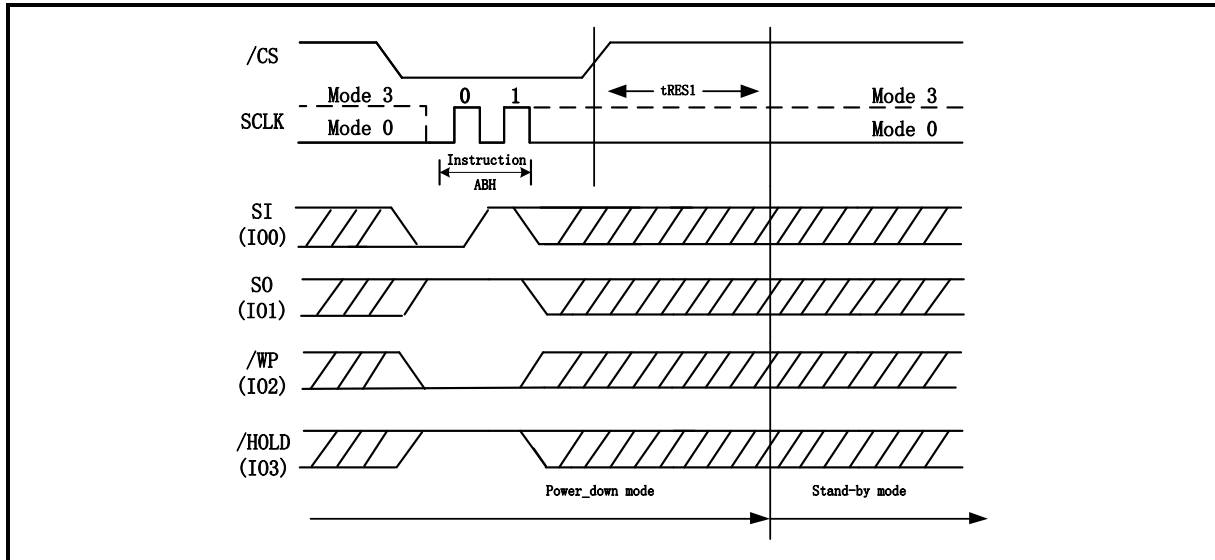 /CS
tRES1
Mode 3 0 1 Mode 3
SCLK
Mode 0 Mode 0
Instruction
ABH
SI
(IO0)
SO
(IO1)
/WP
(IO2)
/HOLD
(IO3)
Power_down mode Stand-by mode